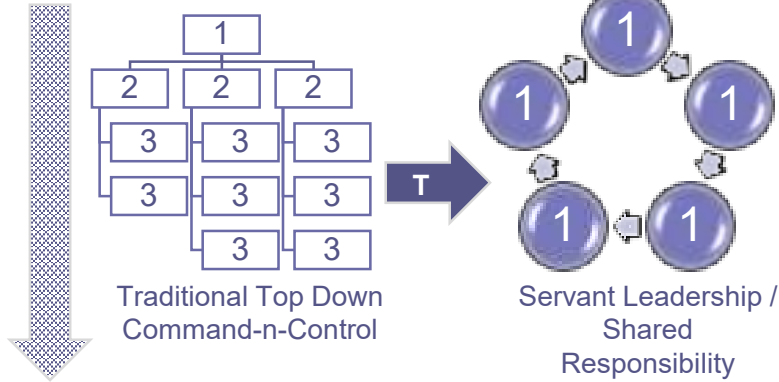 1
2 2 2
3 3 3
3 3 3
3 3
Traditional Top Down
Command-n-Control
T
1
1 1
1 1
Servant Leadership /
Shared
Responsibility